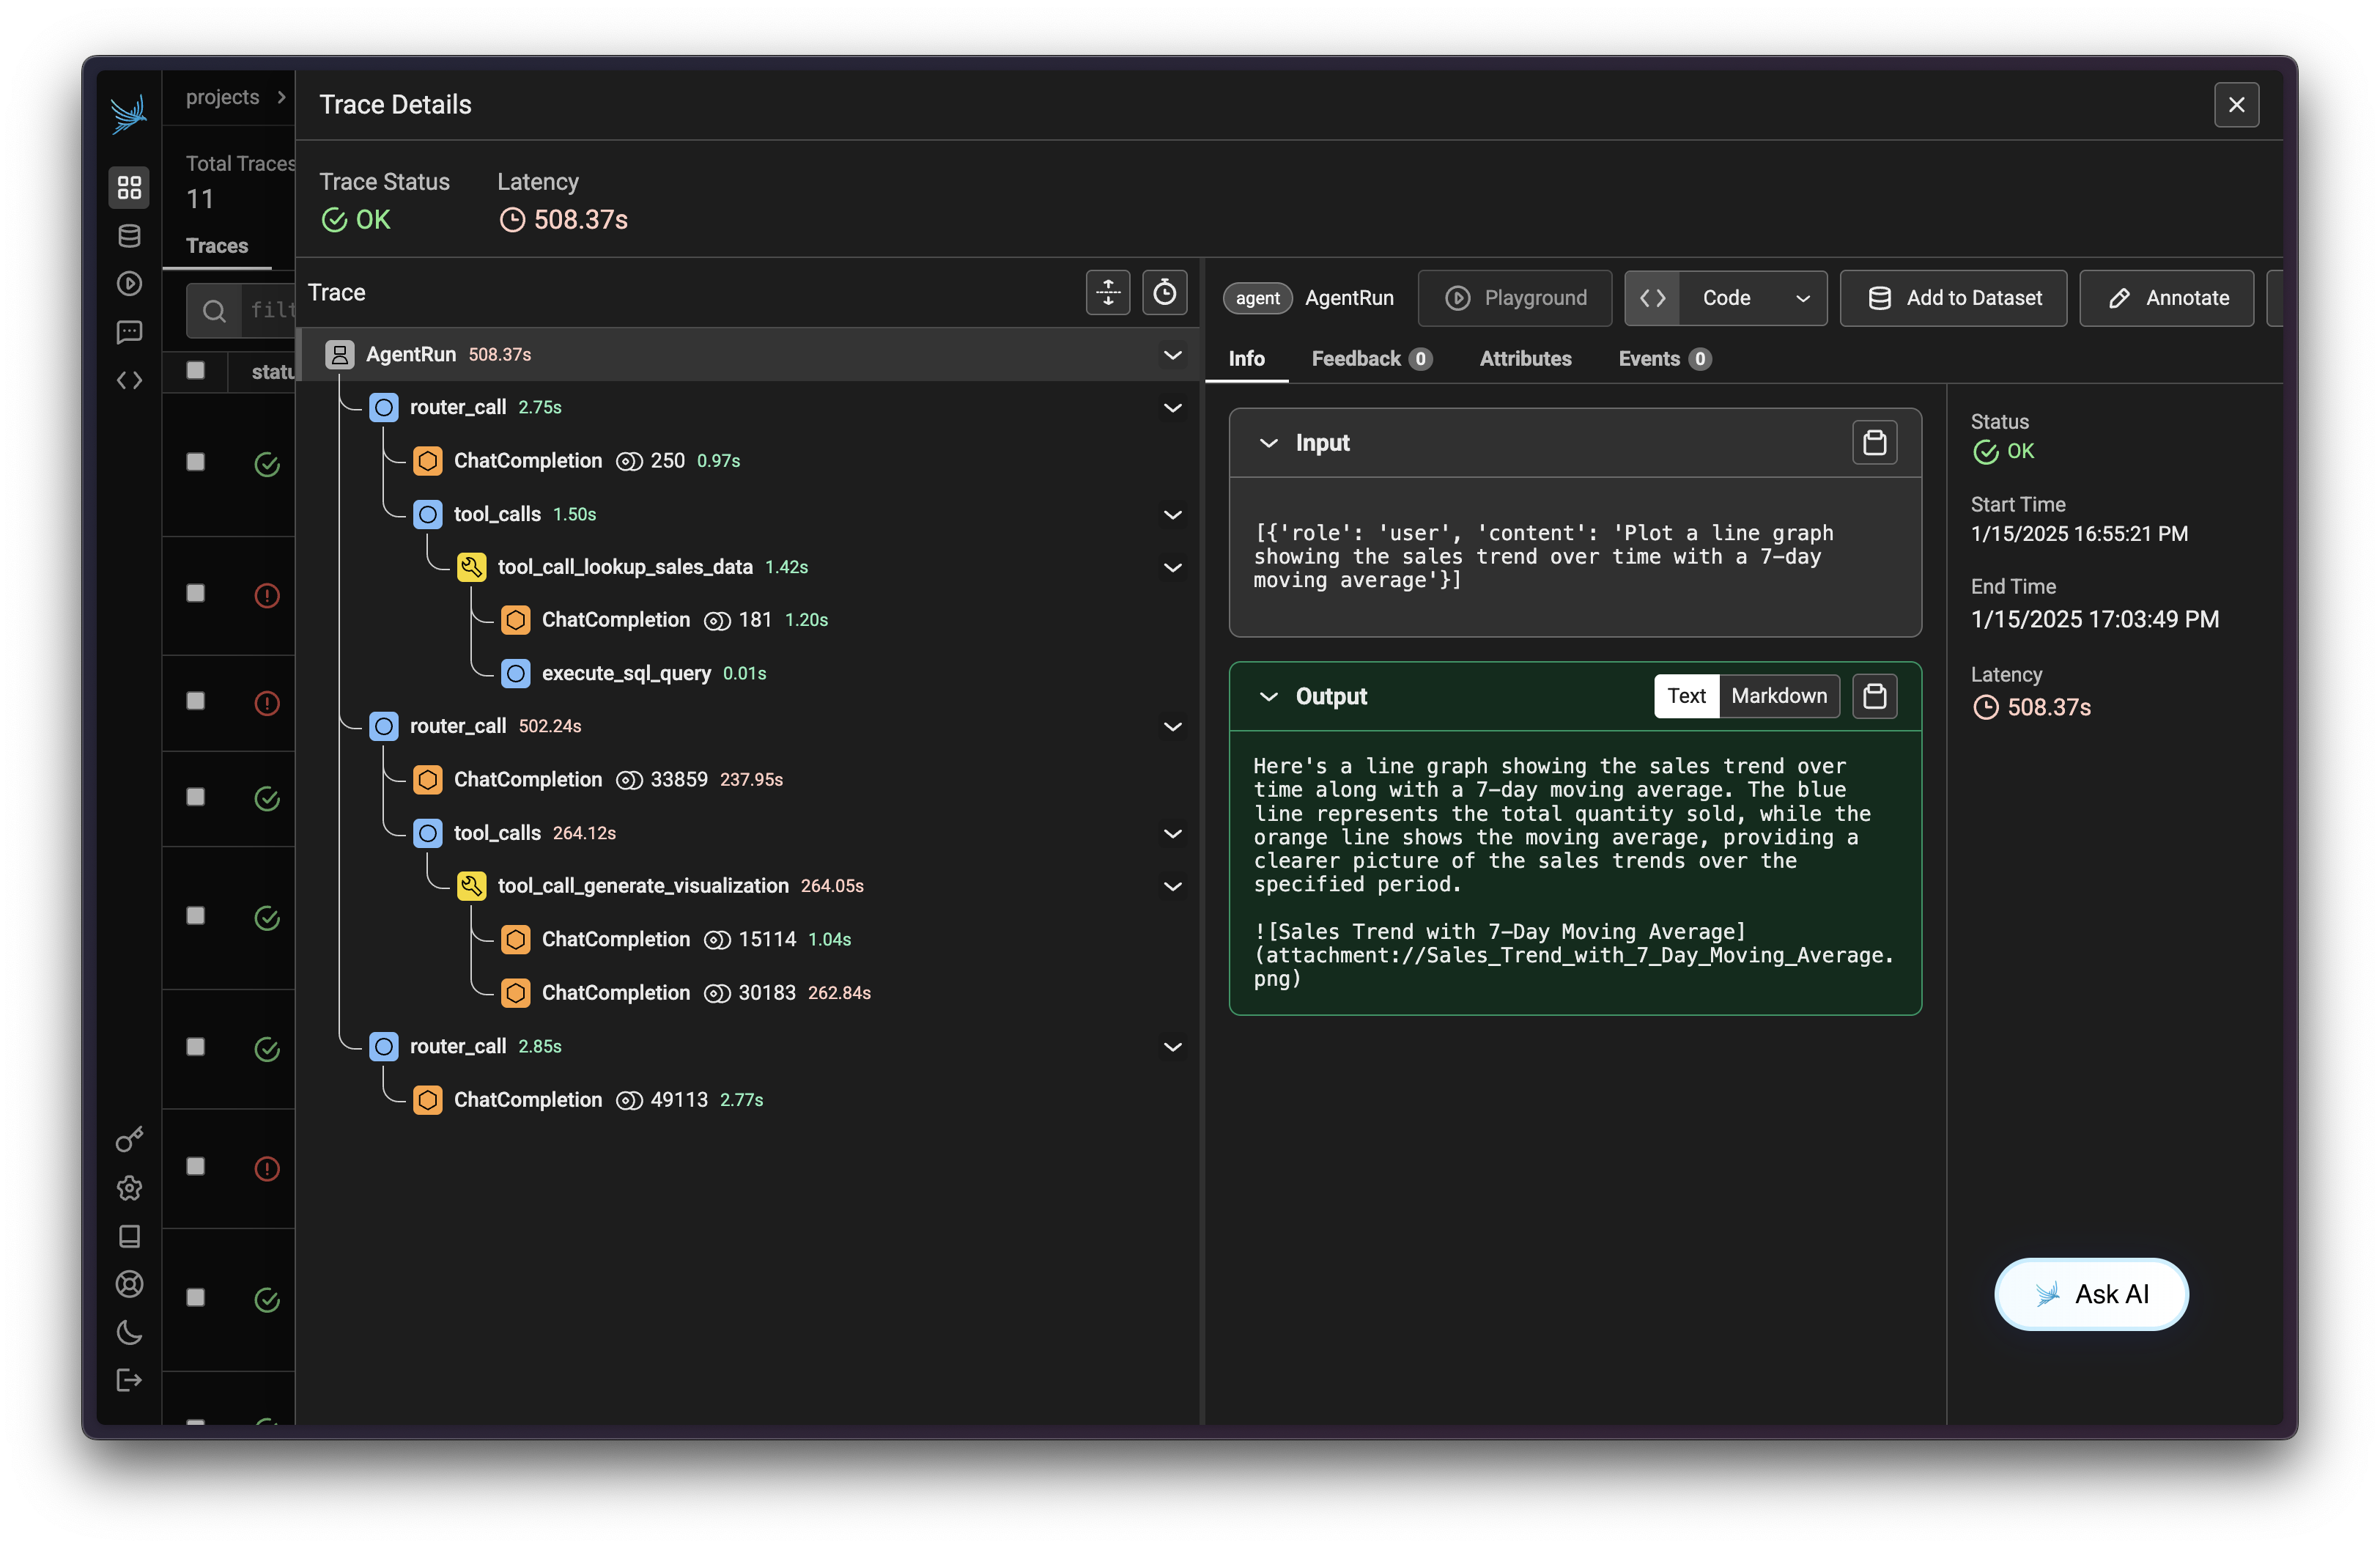 projects
Total Traces
11
Traces
filt
statu
Trace Details
Trace Status
OK
Latency
508.37s
Trace
AgentRun 508.37s
router_call 2.75s
ChatCompletion 250 0.97s
tool_calls 1.50s
tool_call_lookup_sales_data 1.42s
ChatCompletion 181 1.20s
execute_sql_query 0.01s
router_call 502.24s
ChatCompletion 33859 237.95s
tool_calls 264.12s
tool_call_generate_visualization 264.05s
ChatCompletion 15114 1.04s
ChatCompletion 30183 262.84s
router_call 2.85s
ChatCompletion 49113 2.77s
agent AgentRun Playground Code Add to Dataset Annotate
Info Feedback 0 Attributes Events 0
Input
[{'role': 'user', 'content': 'Plot a line graph
showing the sales trend over time with a 7-day
moving average'}]
Output Text Markdown
Here's a line graph showing the sales trend over
time along with a 7-day moving average. The blue
line represents the total quantity sold, while the
orange line shows the moving average, providing a
clearer picture of the sales trends over the
specified period.
![Sales Trend with 7-Day Moving Average]
(attachment://Sales_Trend_with_7_Day_Moving_Average.
png)
Status
OK
Start Time
1/15/2025 16:55:21 PM
End Time
1/15/2025 17:03:49 PM
Latency
508.37s
Ask AI